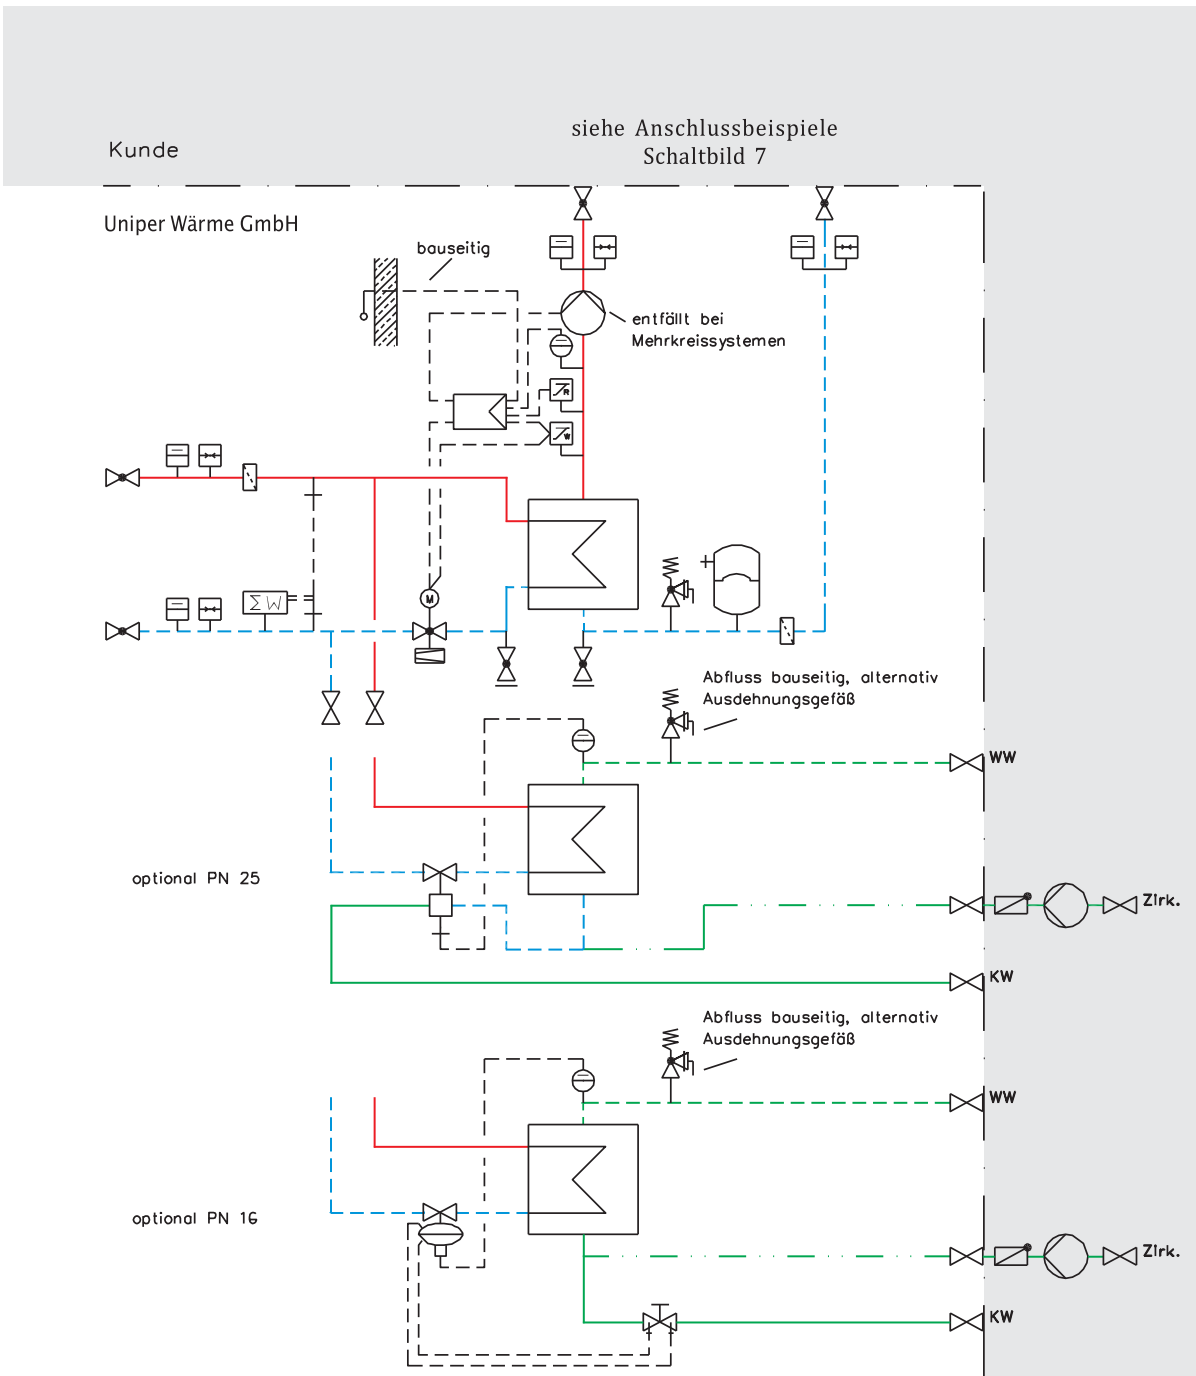 siehe Anschlussbeispiele
Schaltbild 7
Kunde
Uniper Wärme GmbH
bauseitig
entfällt bei
Mehrkreissystemen
R
W
ΣW
M
Abfluss bauseitig, alternativ
Ausdehnungsgefäß
WW
optional PN 25
Zirk.
KW
Abfluss bauseitig, alternativ
Ausdehnungsgefäß
WW
optional PN 16
Zirk.
KW